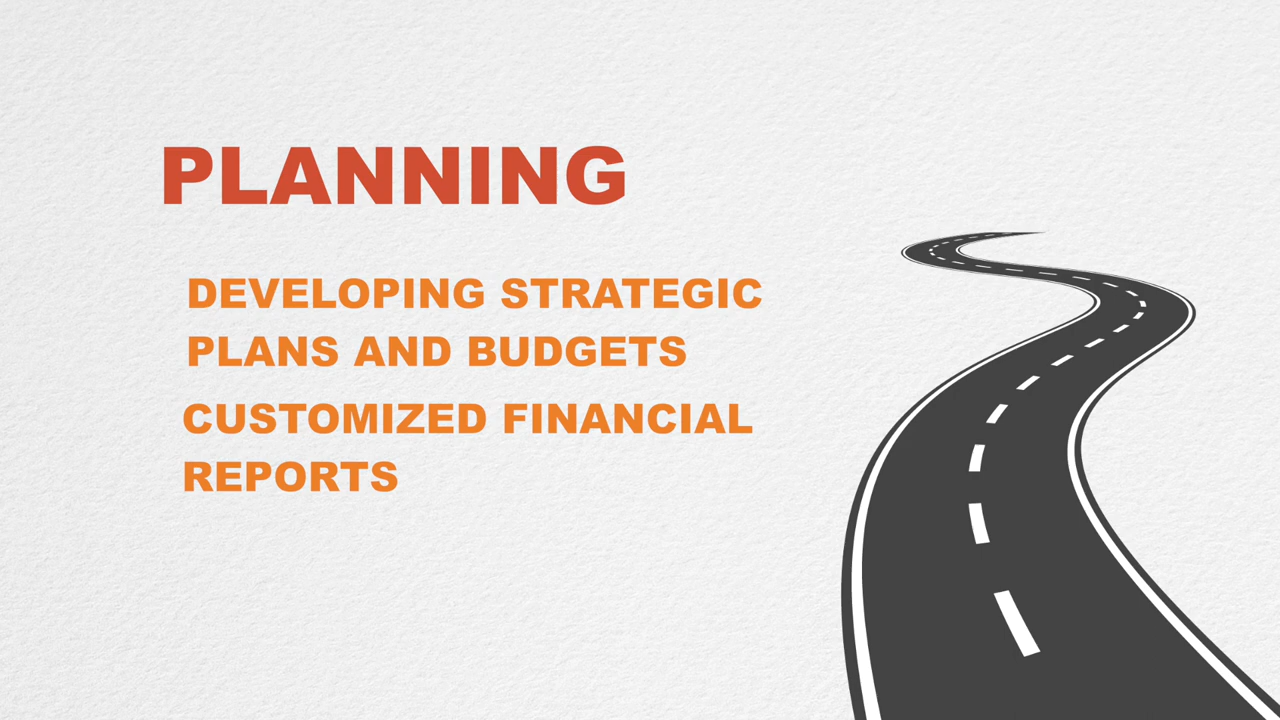 PLANNING
DEVELOPING STRATEGIC
PLANS AND BUDGETS
CUSTOMIZED FINANCIAL
REPORTS